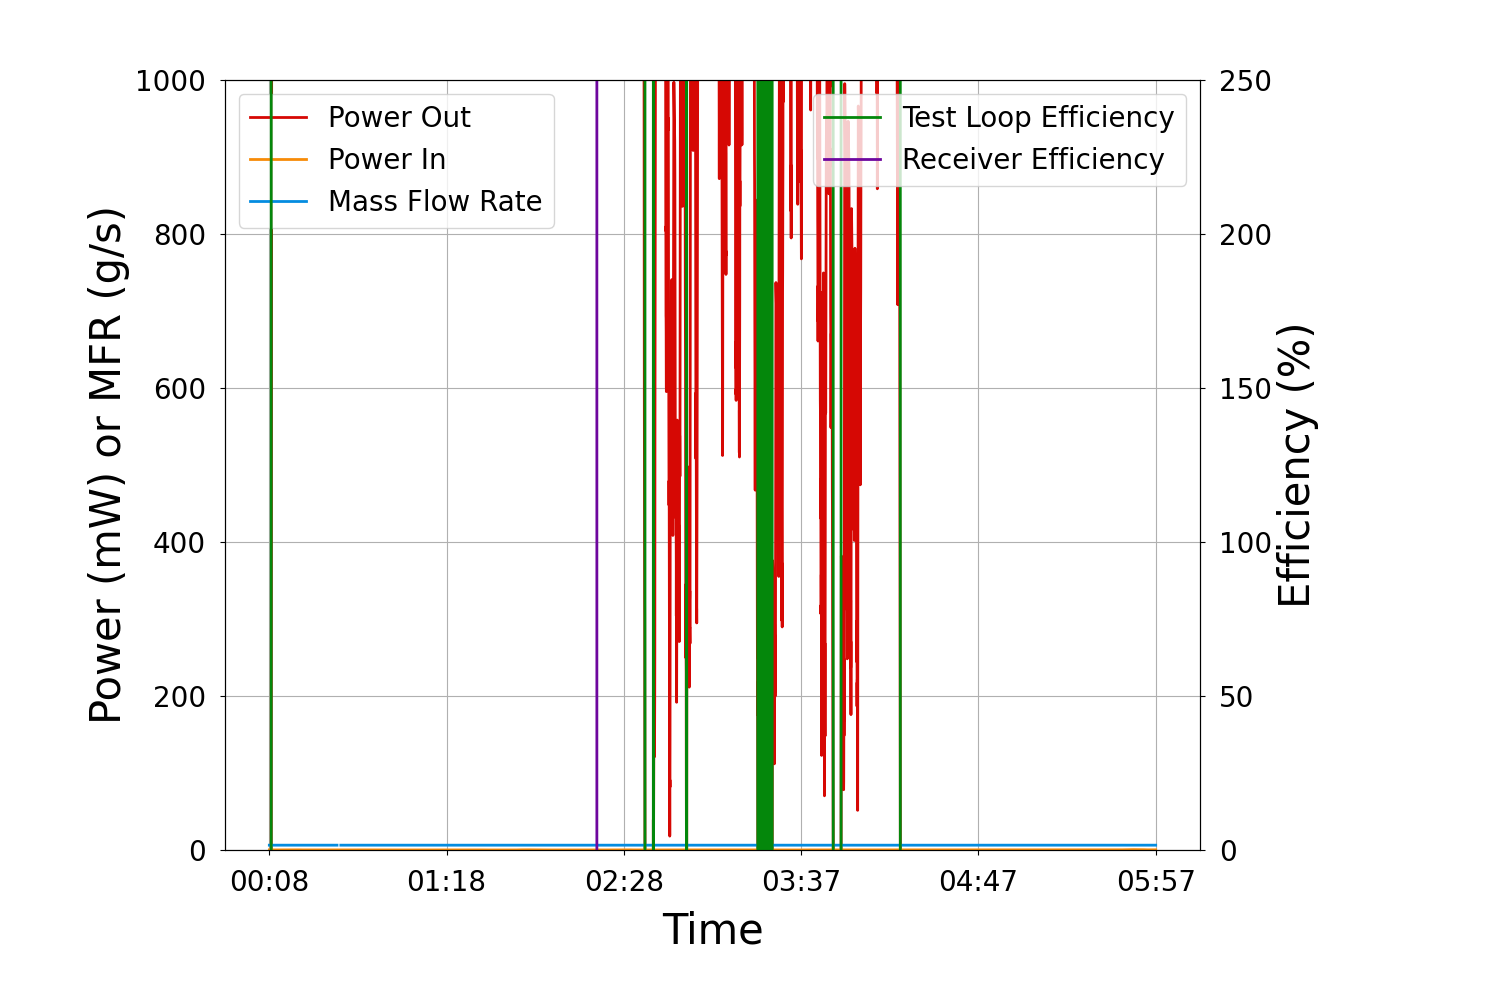 Power Out
Power In
Mass Flow Rate
Test Loop Efficiency
Receiver Efficiency
Power (mW) or MFR (g/s)
1000
800
600
400
200
0
250
200
150
100
50
0
Efficiency (%)
00:08
01:18
02:28
03:37
04:47
05:57
Time